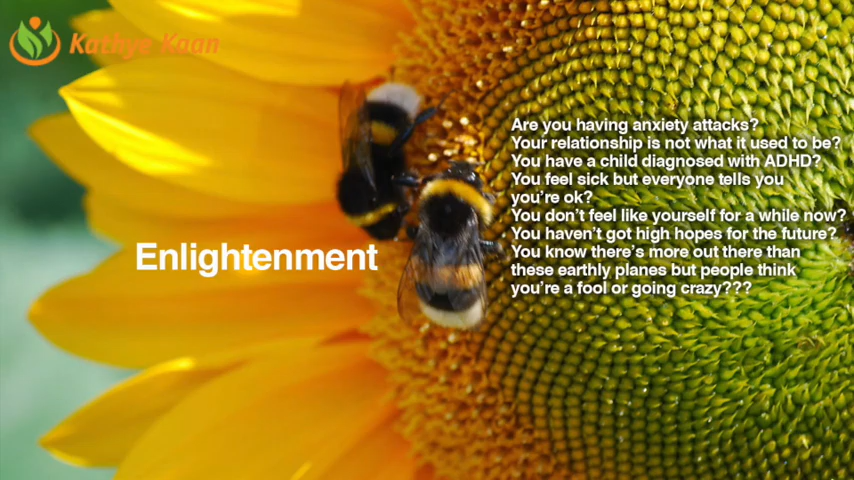 Kathye Kaan
Are you having anxiety attacks?
Your relationship is not what it used to be?
You have a child diagnosed with ADHD?
You feel sick but everyone tells you
you're ok?
You don't feel like yourself for a while now?
You haven't got high hopes for the future?
You know there's more out there than
these earthly planes but people think
you're a fool or going crazy???
Enlightenment